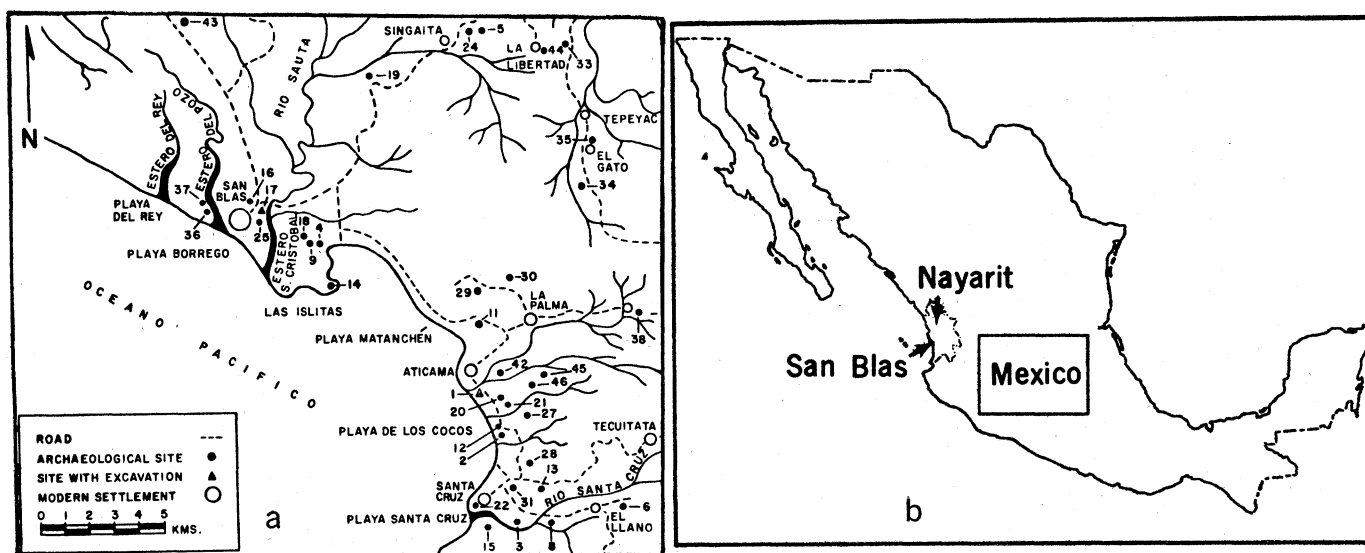 43
SINGAITA
24
5
LA
LIBERTAD
44
33
19
RIO SAUTA
N
ESTERO DEL REY
ESTERO DEL POZO
TEPEYAC
35
EL
GATO
34
16
SAN
BLAS
17
37
PLAYA
DEL REY
36
25
18
4
9
ESTERO
S. CRISTOBAL
PLAYA BORREGO
14
LAS ISLITAS
OCEANO PACIFICO
30
29
LA
PALMA
11
38
PLAYA MATANCHEN
ATICAMA
42
45
46
1
20
21
27
PLAYA DE LOS COCOS
12
2
TECUITATA
28
13
SANTA
CRUZ
22
31
RIO SANTA CRUZ
6
EL
LLANO
PLAYA SANTA CRUZ
15
3
8
ROAD
ARCHAEOLOGICAL SITE
SITE WITH EXCAVATION
MODERN SETTLEMENT
0 1 2 3 4 5
KMS.
a
Nayarit
San Blas
Mexico
b